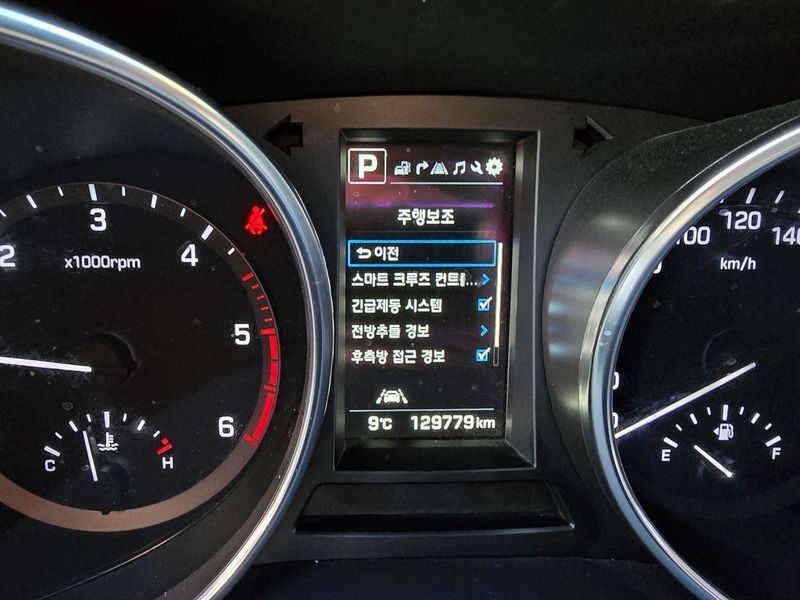 2
3
4
5
6
x1000rpm
C
H
P
주행보조
이전
스마트 크루즈 컨트롤...
긴급제동 시스템
전방추돌 경보
후측방 접근 경보
9℃ 129779km
100
120
140
km/h
E
F